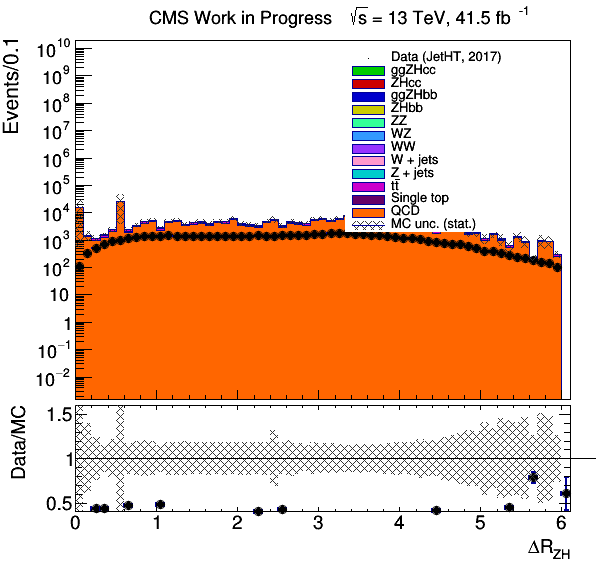 CMS Work in Progress √s = 13 TeV, 41.5 fb⁻¹
Events/0.1
10¹⁰
10⁹
10⁸
10⁷
10⁶
10⁵
10⁴
10³
10²
10
1
10⁻¹
10⁻²
Data (JetHT, 2017)
ggZHcc
ZHcc
ggZHbb
ZHbb
ZZ
WZ
WW
W + jets
Z + jets
tt̄
Single top
QCD
MC unc. (stat.)
Data/MC
1.5
1
0.5
0 1 2 3 4 5 6
ΔR_ZH